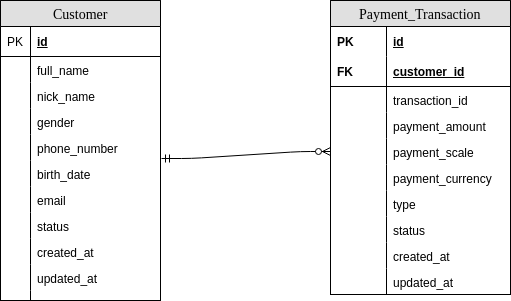 Customer
PK id
full_name
nick_name
gender
phone_number
birth_date
email
status
created_at
updated_at
Payment_Transaction
PK id
FK customer_id
transaction_id
payment_amount
payment_scale
payment_currency
type
status
created_at
updated_at